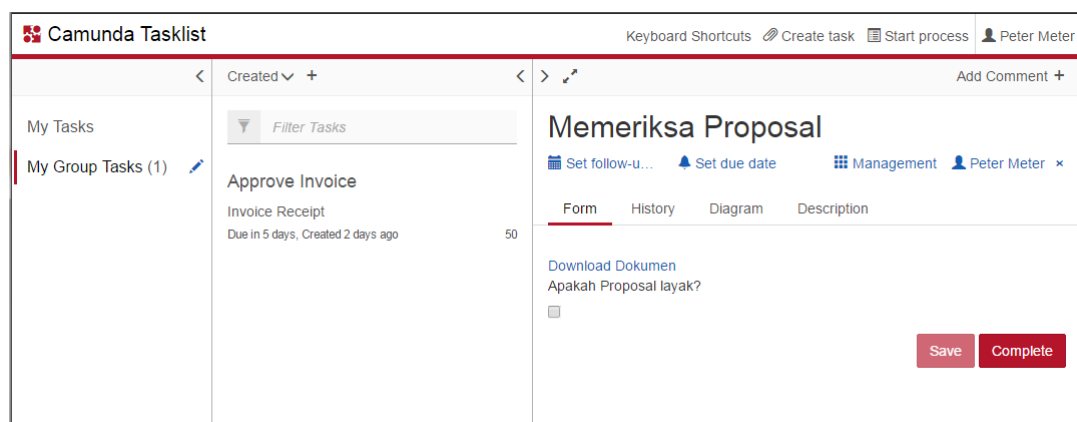 Camunda Tasklist
Keyboard Shortcuts Create task Start process Peter Meter
Created +
Add Comment +
My Tasks
My Group Tasks (1)
Filter Tasks
Approve Invoice
Invoice Receipt
Due in 5 days, Created 2 days ago 50
Memeriksa Proposal
Set follow-u... Set due date Management Peter Meter ×
Form History Diagram Description
Download Dokumen
Apakah Proposal layak?
Save Complete